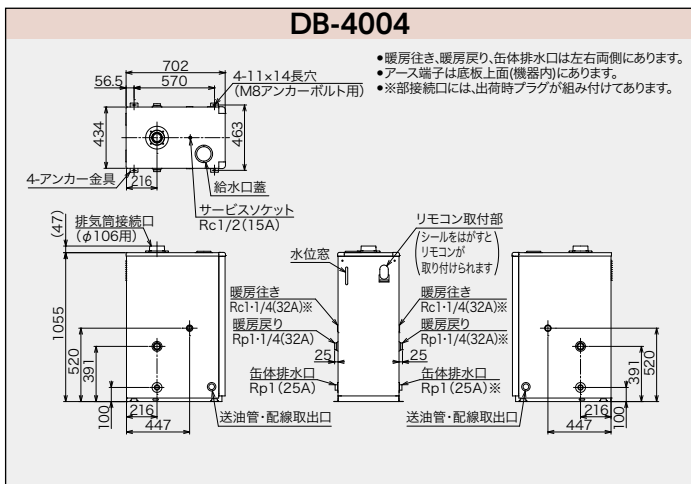 DB-4004
●暖房往き、暖房戻り、缶体排水口は左右両側にあります。
●アース端子は底板上面(機器内)にあります。
●※部接続口には、出荷時プラグが組み付けてあります。
702
56.5
570
4-11×14長穴
(M8アンカーボルト用)
434
463
4-アンカー金具
216
給水口蓋
サービスソケット
Rc1/2(15A)
(47)
排気筒接続口
(φ106用)
1055
520
391
100
216
447
送油管・配線取出口
水位窓
リモコン取付部
(シールをはがすと
リモコンが
取り付けられます)
暖房往き
Rc1・1/4(32A)※
暖房戻り
Rp1・1/4(32A)
25
缶体排水口
Rp1(25A)
暖房往き
Rc1・1/4(32A)※
暖房戻り
Rp1・1/4(32A)※
25
缶体排水口
Rp1(25A)※
送油管・配線取出口
520
391
100
216
447